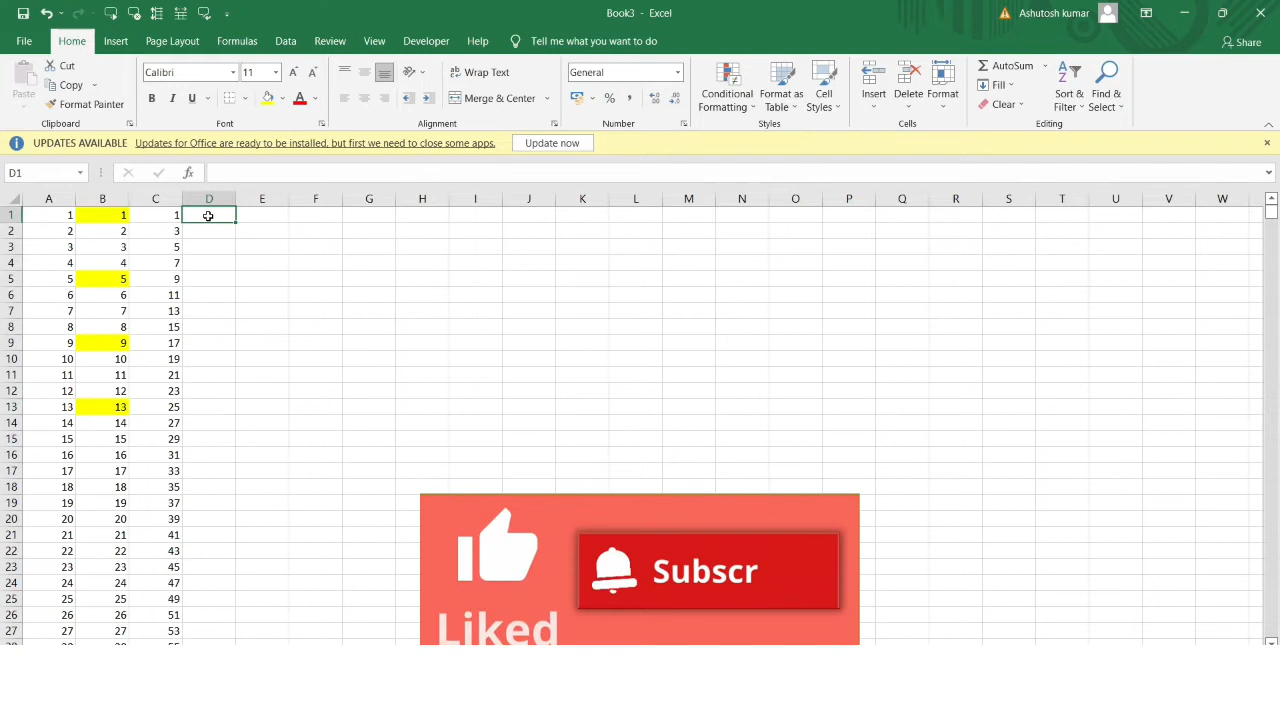 Book3 - Excel
Ashutosh kumar
File Home Insert Page Layout Formulas Data Review View Developer Help Tell me what you want to do Share
Paste Cut Copy Format Painter Clipboard
Calibri 11 B I U Font
Wrap Text Merge & Center Alignment
General % , Number
Conditional Formatting Format as Table Cell Styles Styles
Insert Delete Format Cells
AutoSum Fill Clear Sort & Filter Find & Select Editing
UPDATES AVAILABLE Updates for Office are ready to be installed, but first we need to close some apps. Update now
D1 fx
A B C D E F G H I J K L M N O P Q R S T U V W
1 1 1 1
2 2 2 3
3 3 3 5
4 4 4 7
5 5 5 9
6 6 6 11
7 7 7 13
8 8 8 15
9 9 9 17
10 10 10 19
11 11 11 21
12 12 12 23
13 13 13 25
14 14 14 27
15 15 15 29
16 16 16 31
17 17 17 33
18 18 18 35
19 19 19 37
20 20 20 39
21 21 21 41
22 22 22 43
23 23 23 45
24 24 24 47
25 25 25 49
26 26 26 51
27 27 27 53
Subscr
Liked